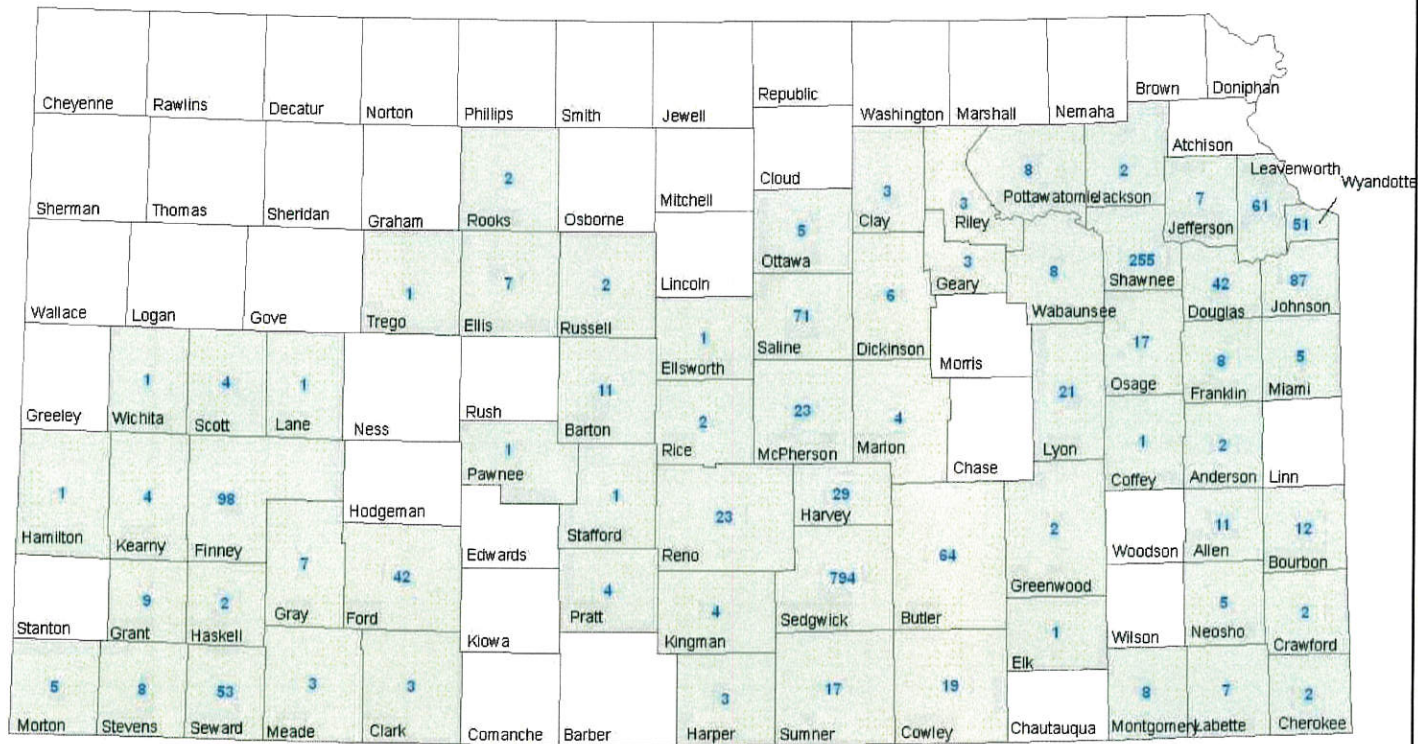 Cheyenne
Rawlins
Decatur
Norton
Phillips
Smith
Jewell
Republic
Washington
Marshall
Nemaha
Brown
Doniphan
Sherman
Thomas
Sheridan
Graham
2
Rooks
Osborne
Mitchell
Cloud
3
Clay
3
Riley
8
Pottawatomie
2
Jackson
Atchison
7
Jefferson
Leavenworth
61
Wyandotte
51
Wallace
Logan
Gove
1
Trego
7
Ellis
2
Russell
Lincoln
5
Ottawa
71
Saline
6
Dickinson
3
Geary
8
Wabaunsee
255
Shawnee
42
Douglas
87
Johnson
Greeley
1
Wichita
4
Scott
1
Lane
Ness
Rush
11
Barton
1
Ellsworth
2
Rice
23
McPherson
4
Marion
Morris
Chase
21
Lyon
17
Osage
8
Franklin
5
Miami
1
Hamilton
4
Kearny
98
Finney
Hodgeman
1
Pawnee
Edwards
1
Stafford
23
Reno
29
Harvey
1
Coffey
2
Anderson
Linn
Stanton
9
Grant
2
Haskell
7
Gray
42
Ford
Kiowa
4
Pratt
4
Kingman
794
Sedgwick
64
Butler
2
Greenwood
Woodson
11
Allen
12
Bourbon
5
Morton
8
Stevens
53
Seward
3
Meade
3
Clark
Comanche
Barber
3
Harper
17
Sumner
19
Cowley
1
Elk
Chautauqua
Wilson
5
Neosho
2
Crawford
8
Montgomery
7
Labette
2
Cherokee